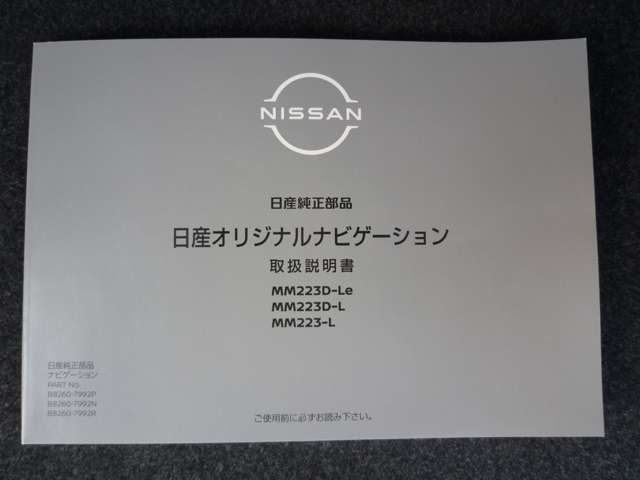 NISSAN
日産純正部品
日産オリジナルナビゲーション
取扱説明書
MM223D-Le
MM223D-L
MM223-L
日産純正部品
ナビゲーション
PART No.
B8260-7992P
B8260-7992N
B8260-7992R
ご使用前に必ずお読み下さい。